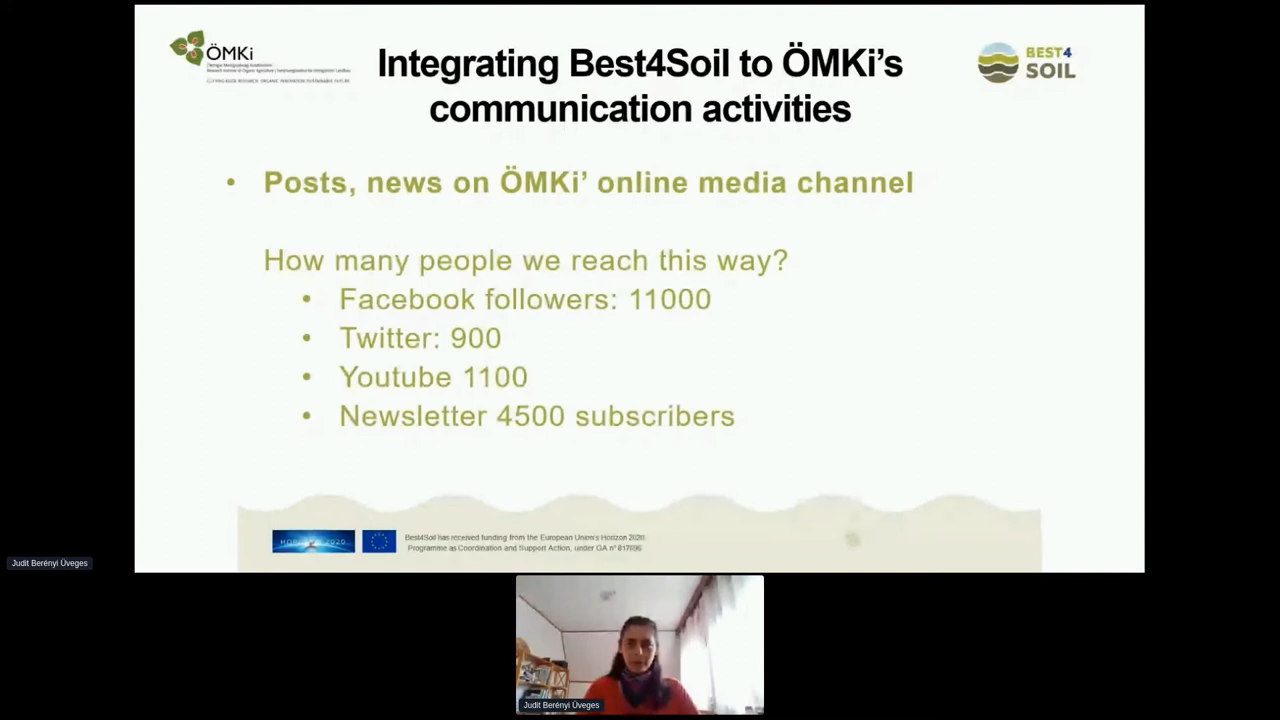 ÖMKi
Integrating Best4Soil to ÖMKi’s
communication activities
BEST4
SOIL
• Posts, news on ÖMKi’ online media channel
How many people we reach this way?
• Facebook followers: 11000
• Twitter: 900
• Youtube 1100
• Newsletter 4500 subscribers
HORIZON 2020
Best4Soil has received funding from the European Union's Horizon 2020
Programme as Coordination and Support Action, under GA n° 817696
Judit Berényi Üveges
Judit Berényi Üveges